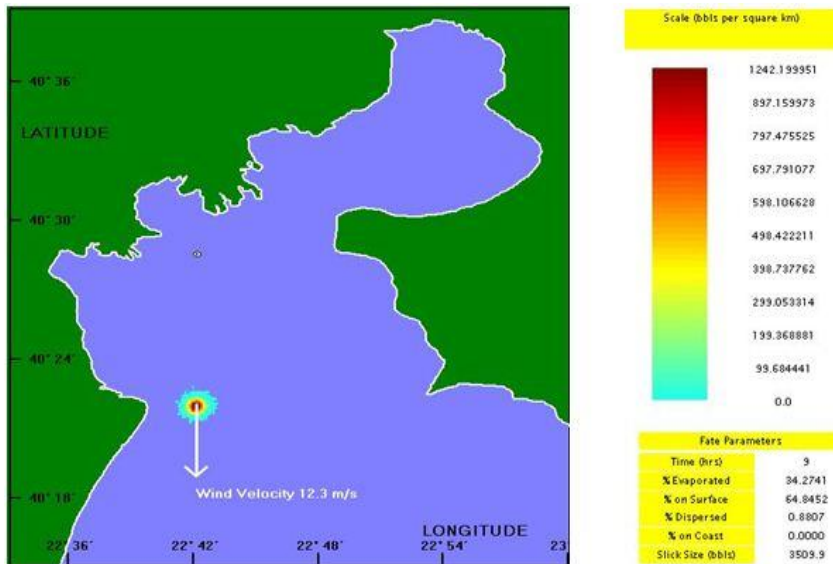 40° 36'
LATITUDE
40° 30'
40° 24'
40° 18'
Wind Velocity 12.3 m/s
LONGITUDE
22° 36' 22° 42' 22° 48' 22° 54' 23
Scale (bbls per square km)
1242.199951
897.159973
797.475525
697.791077
598.106628
498.422211
398.737762
299.053314
199.368881
99.684441
0.0
Fate Parameters
Time (hrs) 9
% Evaporated 34.2741
% on Surface 64.8452
% Dispersed 0.8807
% on Coast 0.0000
Slick Size (bbls) 3509.9